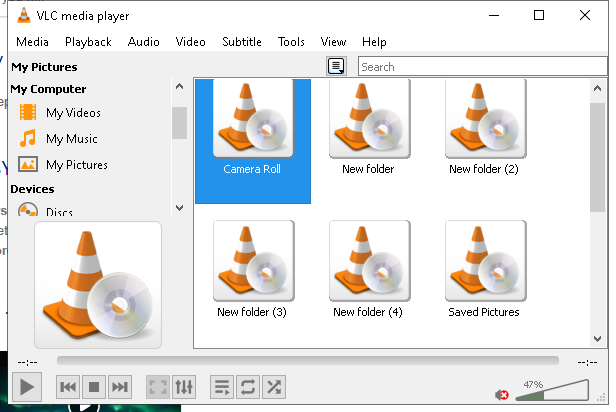 VLC media player
Media Playback Audio Video Subtitle Tools View Help
My Pictures
Search
My Computer
My Videos
My Music
My Pictures
Devices
Discs
Camera Roll
New folder
New folder (2)
New folder (3)
New folder (4)
Saved Pictures
--:--
--:--
47%